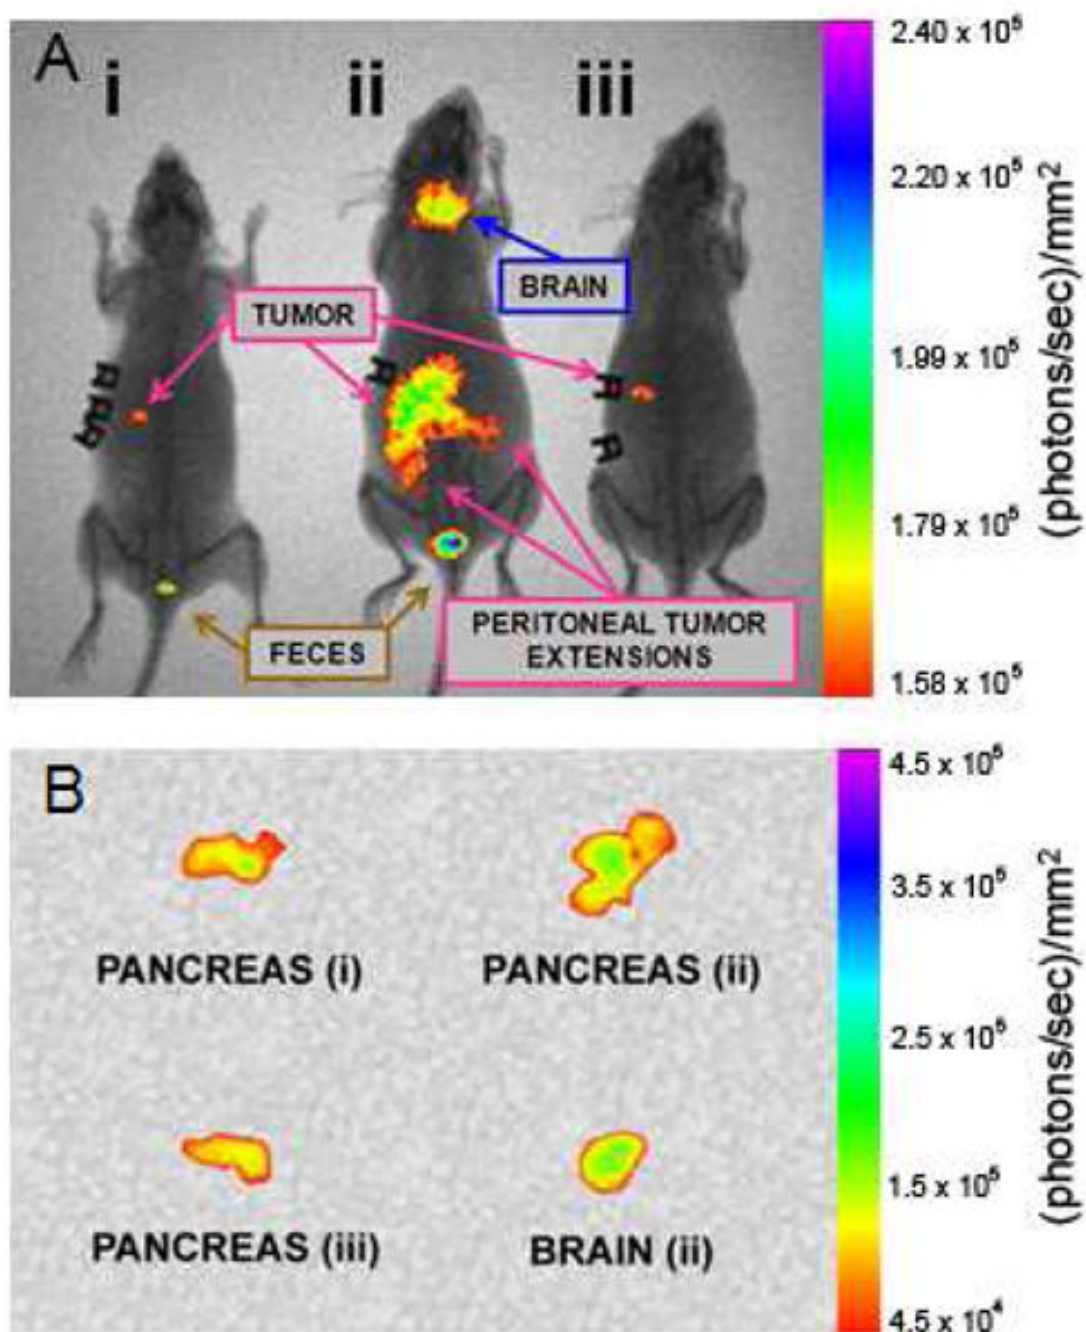 A
i
ii
iii
BRAIN
TUMOR
FECES
PERITONEAL TUMOR
EXTENSIONS
2.40 x 10⁵
2.20 x 10⁵
1.99 x 10⁵
1.79 x 10⁵
1.58 x 10⁵
(photons/sec)/mm²
B
PANCREAS (i)
PANCREAS (ii)
PANCREAS (iii)
BRAIN (ii)
4.5 x 10⁵
3.5 x 10⁵
2.5 x 10⁵
1.5 x 10⁵
4.5 x 10⁴
(photons/sec)/mm²